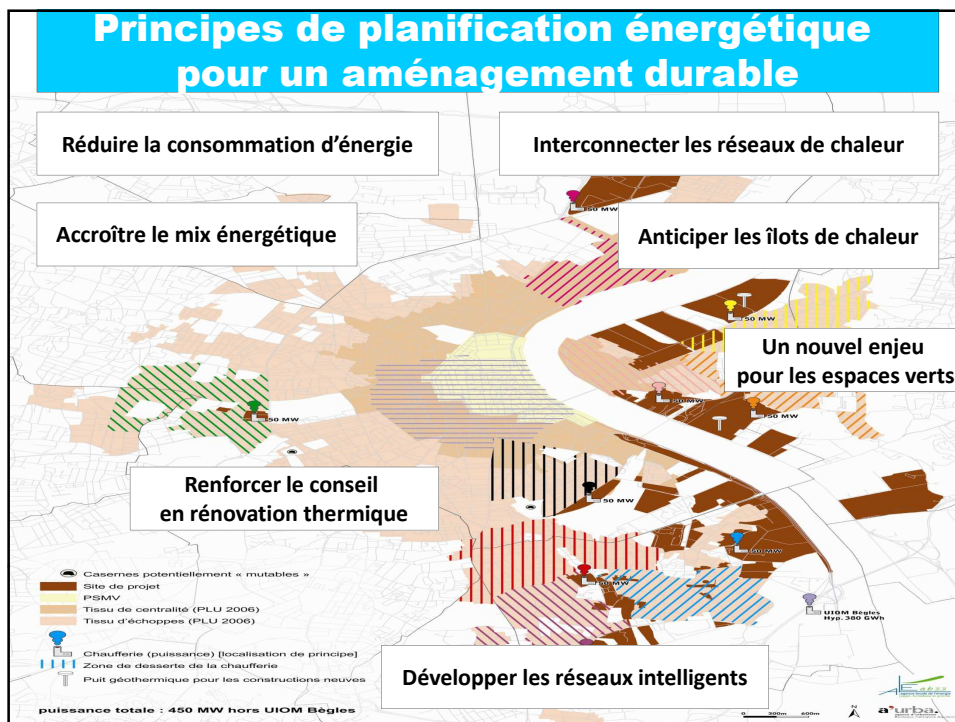 Principes de planification énergétique
pour un aménagement durable
Réduire la consommation d'énergie
Interconnecter les réseaux de chaleur
50 MW
Accroître le mix énergétique
Anticiper les îlots de chaleur
50 MW
Un nouvel enjeu
pour les espaces verts
50 MW
50 MW
50 MW
Renforcer le conseil
en rénovation thermique
50 MW
50 MW
50 MW
UIOM Bègles
Hyp. 380 GWh
Casernes potentiellement « mutables »
Site de projet
PSMV
Tissu de centralité (PLU 2006)
Tissu d'échoppes (PLU 2006)
Chaufferie (puissance) [localisation de principe]
Zone de desserte de la chaufferie
Puit géothermique pour les constructions neuves
Développer les réseaux intelligents
puissance totale : 450 MW hors UIOM Bègles
0 300m 600m
N
a'urba.